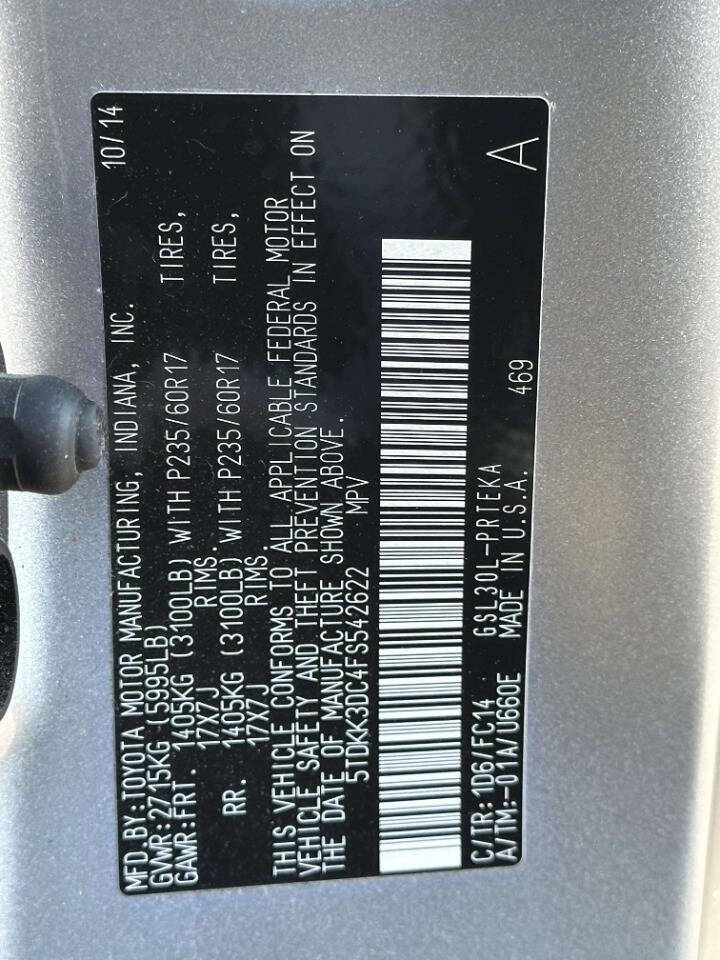 MFD.BY:TOYOTA MOTOR MANUFACTURING, INDIANA, INC. 10/14
GVWR:2715KG (5995LB)
GAWR:FRT. 1405KG (3100LB) WITH P235/60R17 TIRES,
17X7J RIMS.
RR. 1405KG (3100LB) WITH P235/60R17 TIRES,
17X7J RIMS.
THIS VEHICLE CONFORMS TO ALL APPLICABLE FEDERAL MOTOR
VEHICLE SAFETY AND THEFT PREVENTION STANDARDS IN EFFECT ON
THE DATE OF MANUFACTURE SHOWN ABOVE.
5TDKK3DC4FS542622 MPV
C/TR:1D6/FC14 GSL30L-PRTEKA 469 A
A/TM:-01A/U660E MADE IN U.S.A.